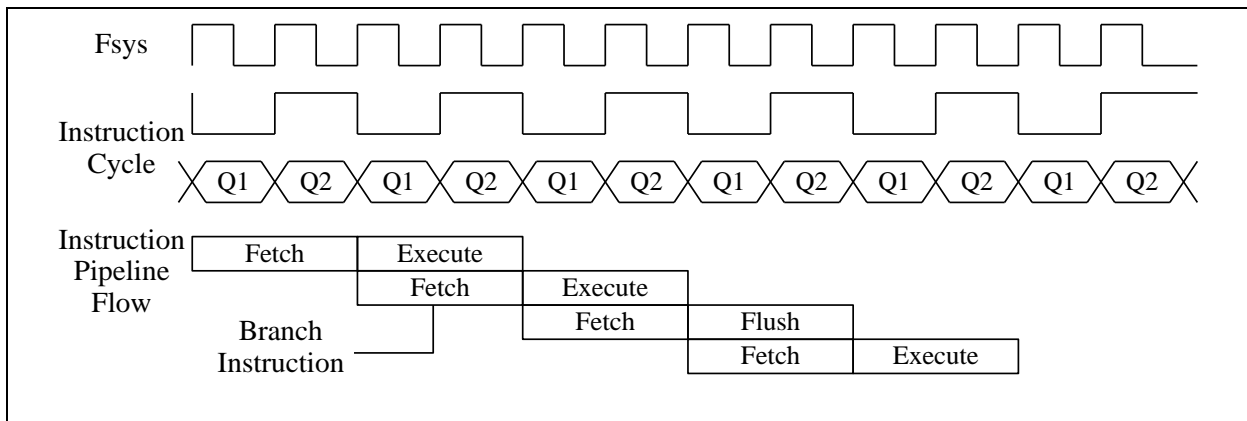 Fsys
Instruction
Cycle
Q1 Q2 Q1 Q2 Q1 Q2 Q1 Q2 Q1 Q2 Q1 Q2
Instruction
Pipeline
Flow
Fetch Execute
Fetch Execute
Fetch Flush
Fetch Execute
Branch
Instruction